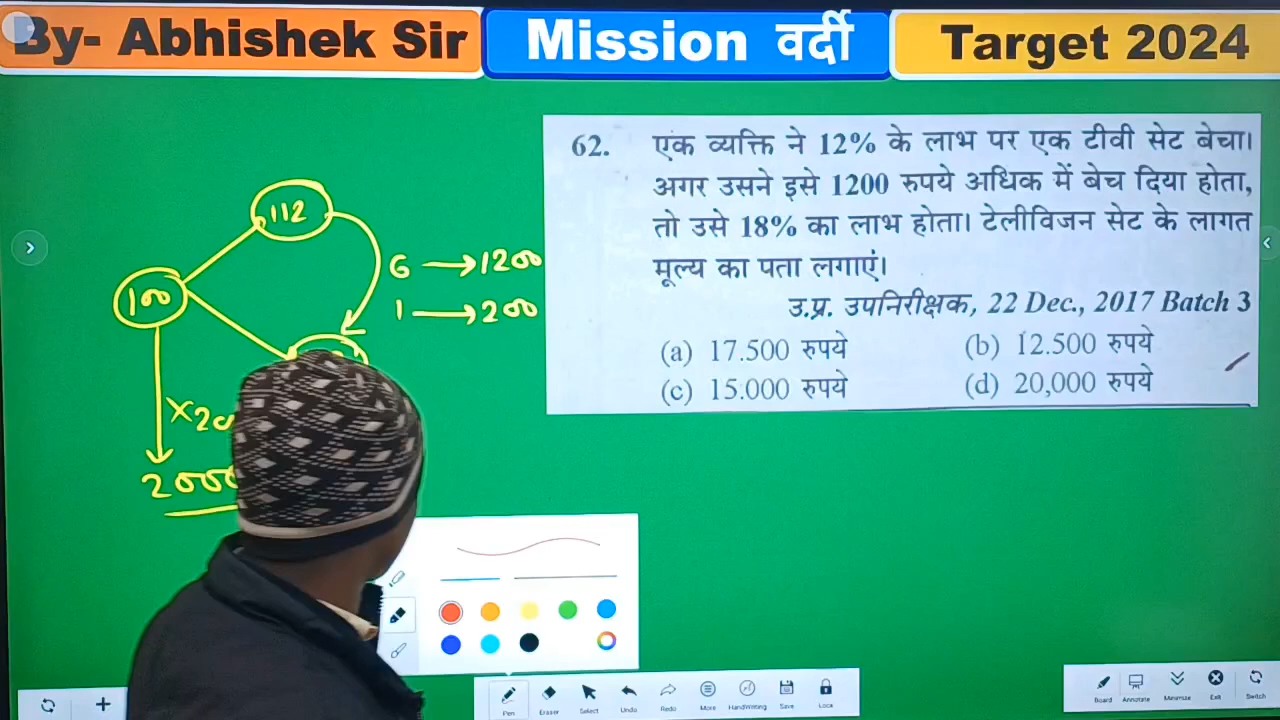 By- Abhishek Sir
Mission वर्दी
Target 2024
62. एक व्यक्ति ने 12% के लाभ पर एक टीवी सेट बेचा।
अगर उसने इसे 1200 रुपये अधिक में बेच दिया होता,
तो उसे 18% का लाभ होता। टेलीविजन सेट के लागत
मूल्य का पता लगाएं।
उ.प्र. उपनिरीक्षक, 22 Dec., 2017 Batch 3
(a) 17.500 रुपये (b) 12.500 रुपये
(c) 15.000 रुपये (d) 20,000 रुपये
112
100
6 → 1200
1 → 200
Pen Eraser Select Undo Redo More HandWriting Save Lock
Board Annotate Minimize Exit Switch